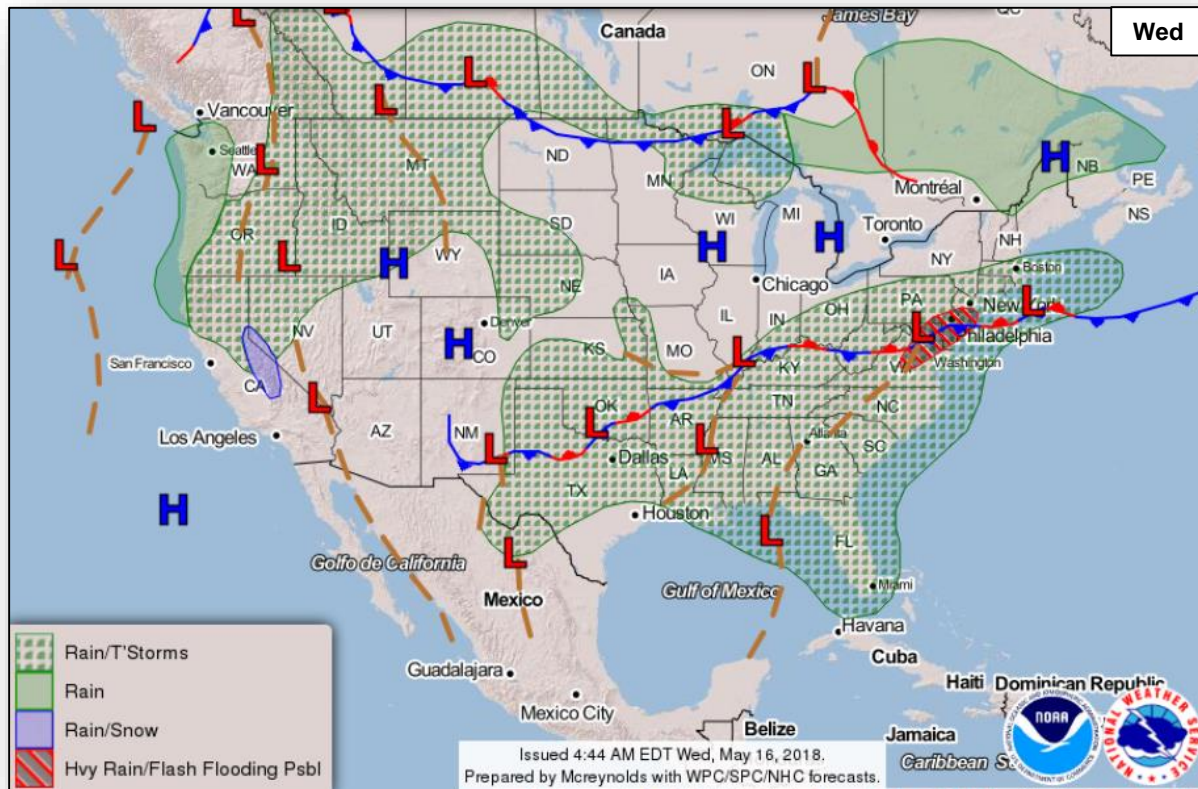 James Bay
QC
Wed
Canada
ON
Vancouver
Seattle
WA
MT
ND
MN
Montréal
NB
PE
NS
OR
ID
SD
WI
MI
Toronto
NH
WY
IA
NY
Boston
NE
Chicago
NV
UT
Denver
CO
IL
IN
OH
PA
New York
Philadelphia
San Francisco
KS
MO
KY
Washington
CA
Los Angeles
AZ
NM
OK
AR
TN
NC
Dallas
MS
AL
Atlanta
SC
GA
TX
LA
Houston
FL
Golfo de California
Mexico
Gulf of Mexico
Miami
Havana
Cuba
Guadalajara
Mexico City
Haiti Dominican Republic
Belize
Jamaica
Caribbean S
L L L L L L L L L L L L L L L L L L L L
H H H H H H
Rain/T'Storms
Rain
Rain/Snow
Hvy Rain/Flash Flooding Psbl
Issued 4:44 AM EDT Wed, May 16, 2018.
Prepared by Mcreynolds with WPC/SPC/NHC forecasts.
NOAA
NATIONAL WEATHER SERVICE